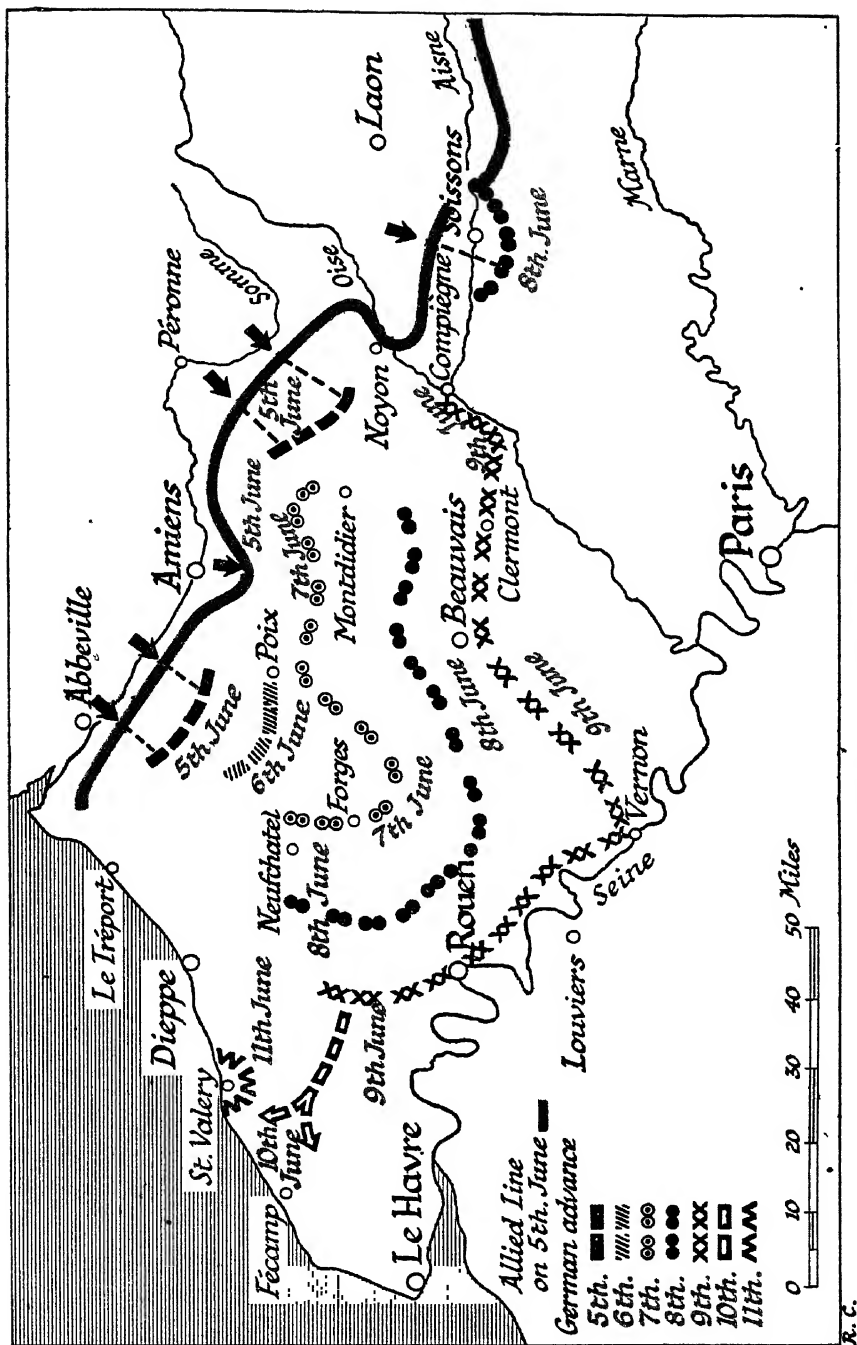 Abbeville
Amiens
Péronne
Somme
Oise
Laon
Aisne
Soissons
Compiègne
Noyon
Marne
Le Tréport
Dieppe
St. Valery
Fécamp
Le Havre
Neufchatel
Forges
Poix
Montdidier
Beauvais
Clermont
Rouen
Louviers
Vernon
Seine
Paris
5th June
5th June
5th
June
6th June
7th June
7th June
8th June
8th June
8th. June
9th June
9th June
9th
June
10th
June
11th June
Allied Line
on 5th. June
German advance
5th.
6th.
7th.
8th.
9th.
10th.
11th.
0 10 20 30 40 50 Miles
R. C.